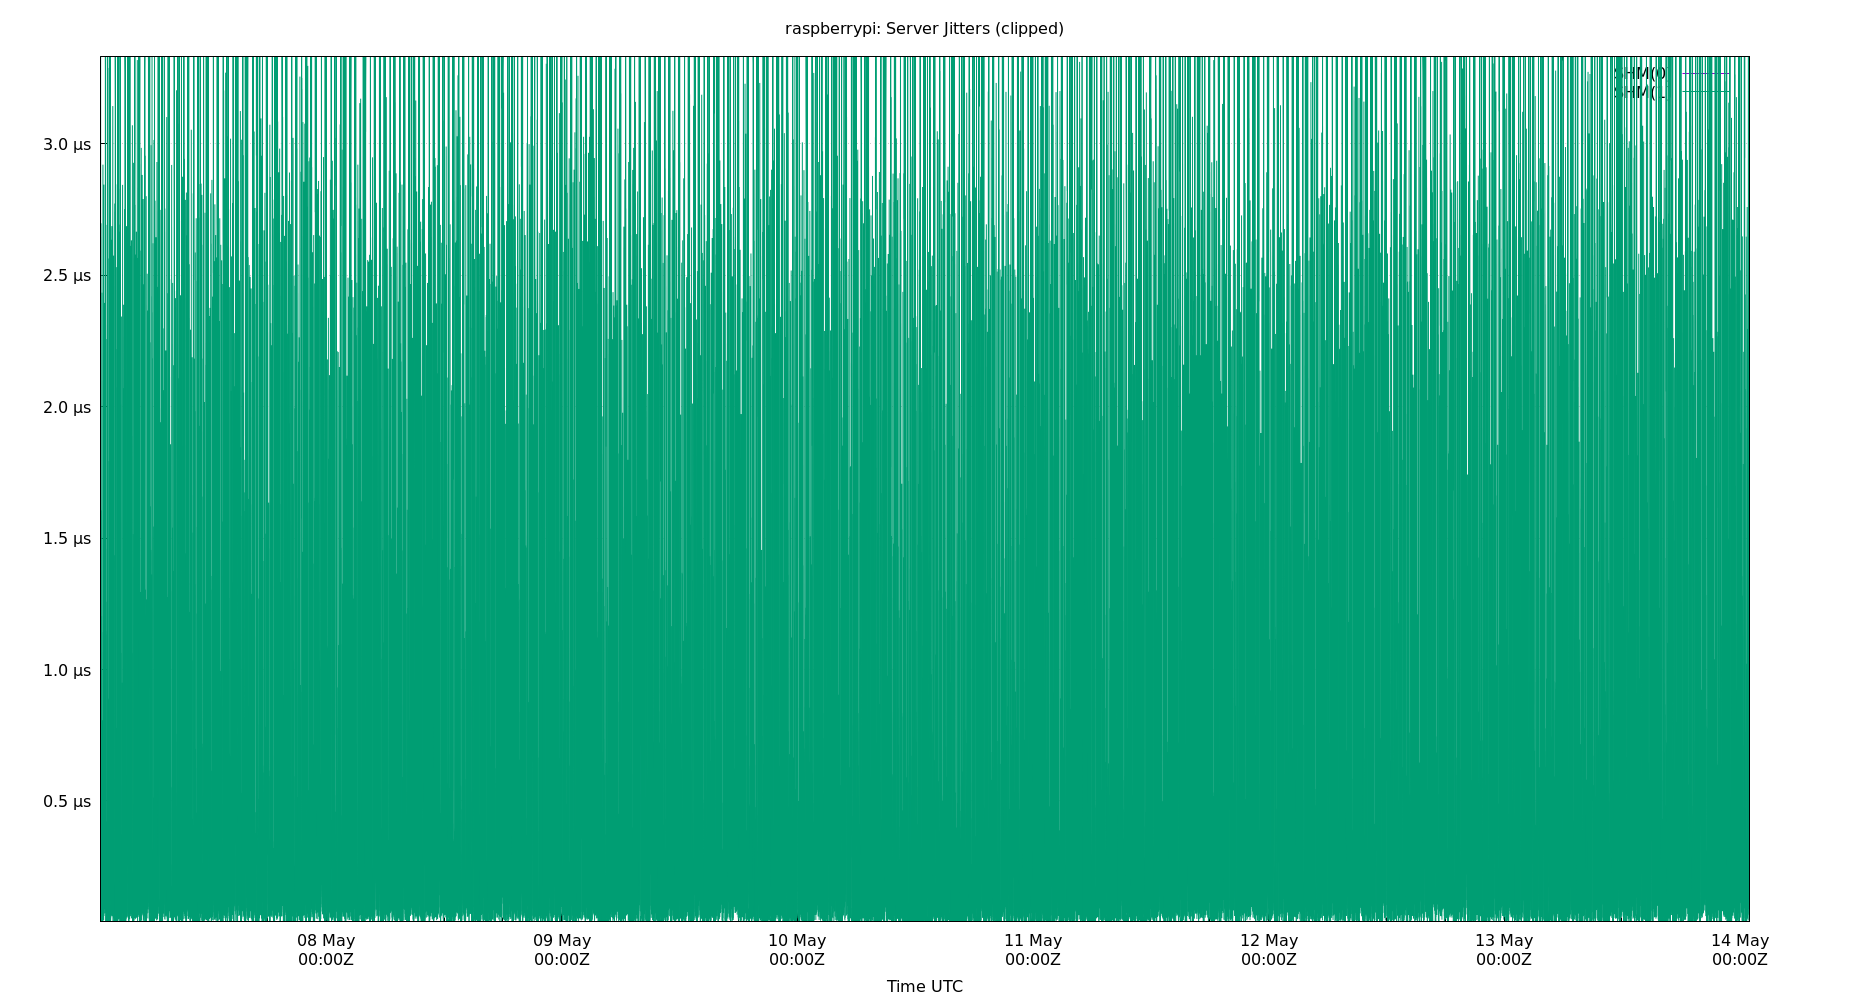 raspberrypi: Server Jitters (clipped)
SHM(0)
3.0 µs
2.5 µs
2.0 µs
1.5 µs
1.0 µs
0.5 µs
08 May
00:00Z
09 May
00:00Z
10 May
00:00Z
11 May
00:00Z
12 May
00:00Z
13 May
00:00Z
14 May
00:00Z
Time UTC